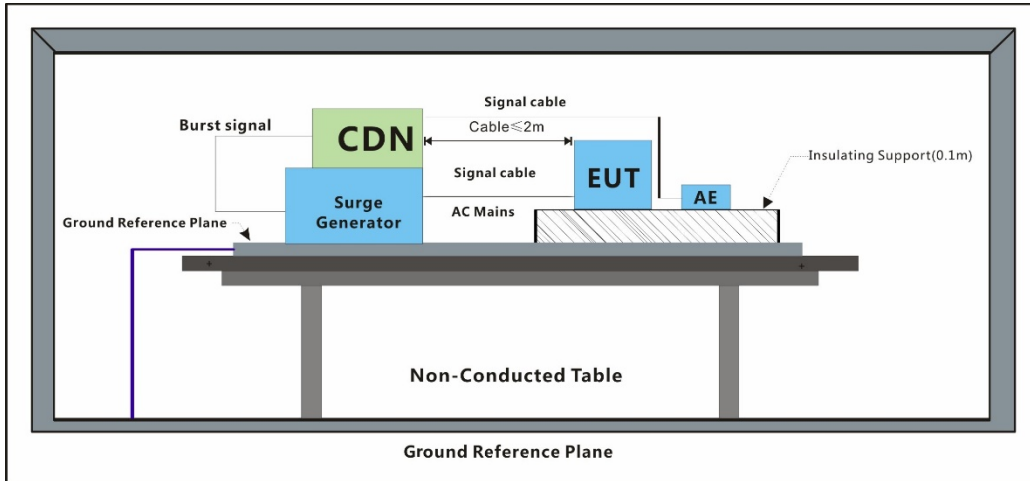 Signal cable
Burst signal
CDN
Cable≤2m
Insulating Support(0.1m)
EUT
Signal cable
AE
Surge
Generator
AC Mains
Ground Reference Plane
Non-Conducted Table
Ground Reference Plane